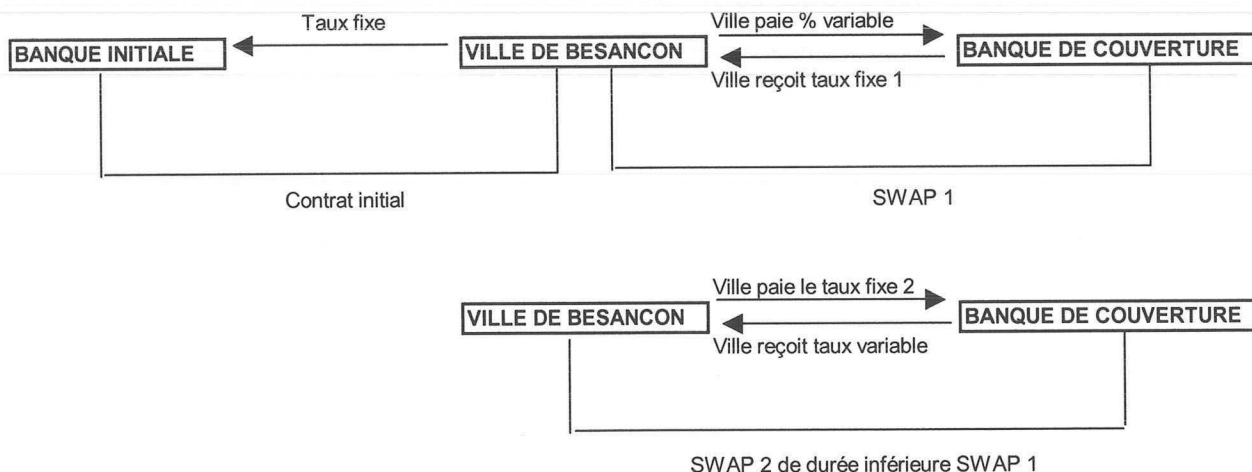 Taux fixe
Ville paie % variable
BANQUE INITIALE
VILLE DE BESANCON
BANQUE DE COUVERTURE
Ville reçoit taux fixe 1
Contrat initial
SWAP 1
Ville paie le taux fixe 2
VILLE DE BESANCON
BANQUE DE COUVERTURE
Ville reçoit taux variable
SWAP 2 de durée inférieure SWAP 1